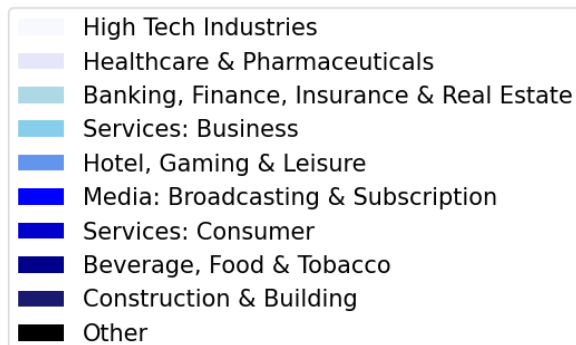 High Tech Industries
Healthcare & Pharmaceuticals
Banking, Finance, Insurance & Real Estate
Services: Business
Hotel, Gaming & Leisure
Media: Broadcasting & Subscription
Services: Consumer
Beverage, Food & Tobacco
Construction & Building
Other